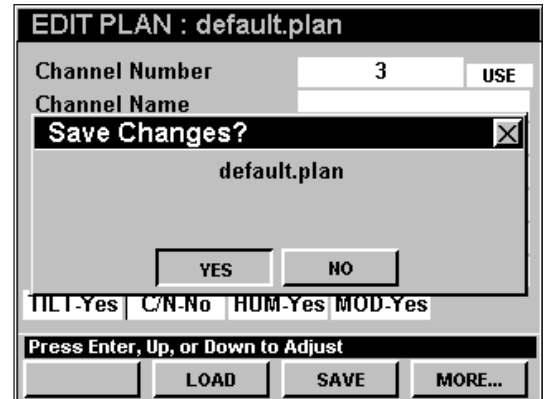 EDIT PLAN : default.plan
Channel Number 3 USE
Channel Name
Save Changes?
default.plan
YES NO
TILT-Yes C/N-No HUM-Yes MOD-Yes
Press Enter, Up, or Down to Adjust
LOAD SAVE MORE...